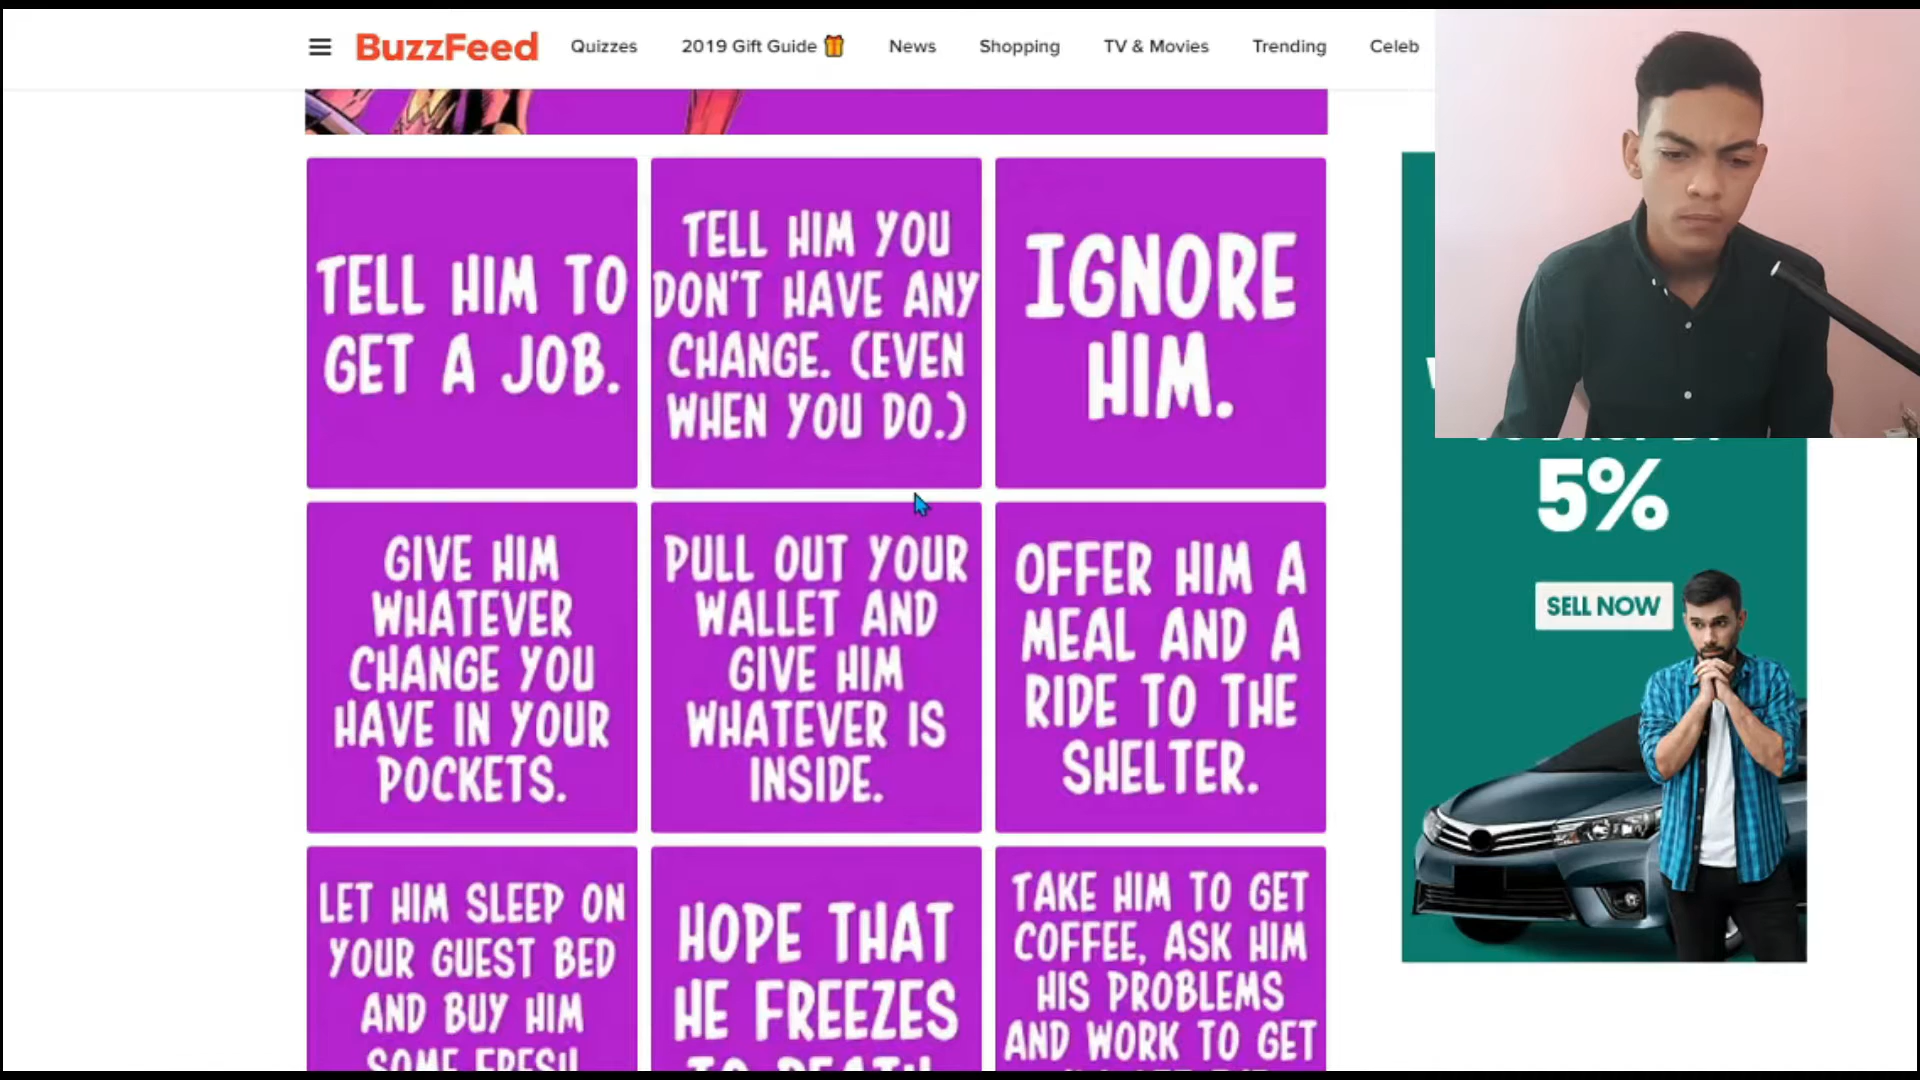 BuzzFeed Quizzes 2019 Gift Guide News Shopping TV & Movies Trending Celeb
TELL HIM TO
GET A JOB.
TELL HIM YOU
DON'T HAVE ANY
CHANGE. (EVEN
WHEN YOU DO.)
IGNORE
HIM.
GIVE HIM
WHATEVER
CHANGE YOU
HAVE IN YOUR
POCKETS.
PULL OUT YOUR
WALLET AND
GIVE HIM
WHATEVER IS
INSIDE.
OFFER HIM A
MEAL AND A
RIDE TO THE
SHELTER.
LET HIM SLEEP ON
YOUR GUEST BED
AND BUY HIM
SOME FRESH
HOPE THAT
HE FREEZES
TO DEATH.
TAKE HIM TO GET
COFFEE, ASK HIM
HIS PROBLEMS
AND WORK TO GET
5%
SELL NOW